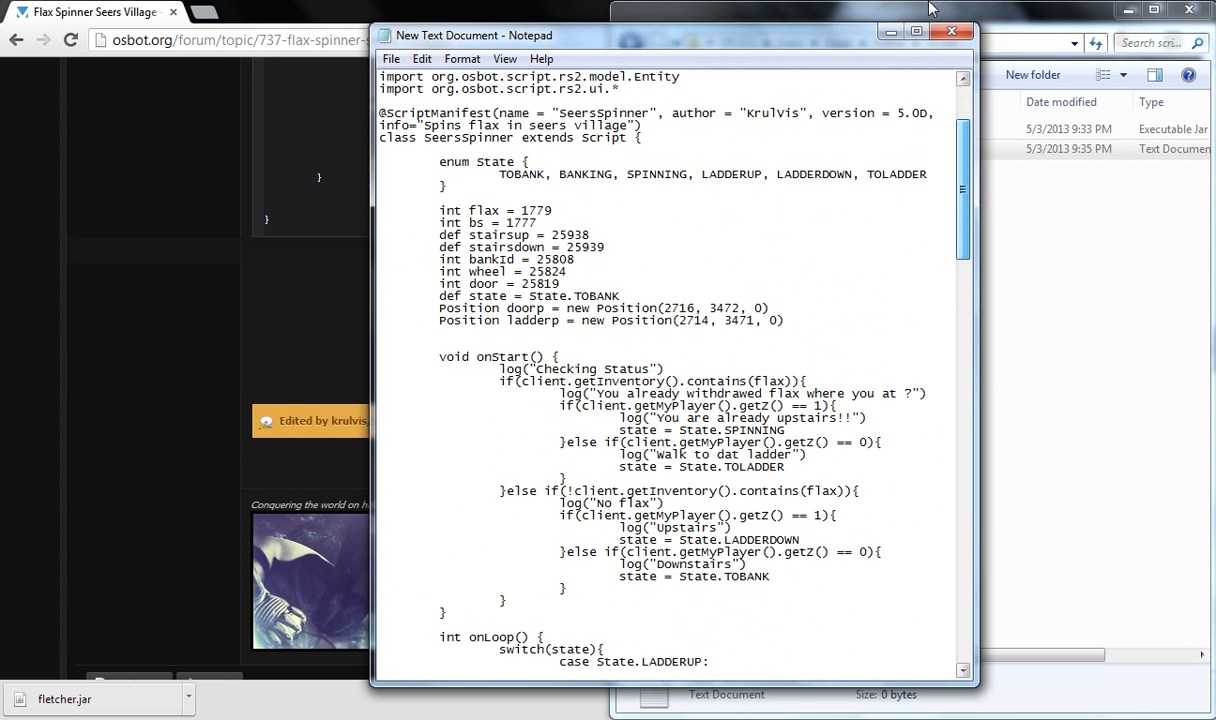 Flax Spinner Seers Village
osbot.org/forum/topic/737-flax-spinner-s
Search scri...
New folder
Date modified
Type
5/3/2013 9:33 PM
Executable Jar
5/3/2013 9:35 PM
Text Document
New Text Document - Notepad
File Edit Format View Help
import org.osbot.script.rs2.model.Entity
import org.osbot.script.rs2.ui.*
@ScriptManifest(name = "SeersSpinner", author = "KrulVis", version = 5.0D,
info="Spins flax in seers village")
class SeersSpinner extends Script {
enum State {
TOBANK, BANKING, SPINNING, LADDERUP, LADDERDOWN, TOLADDER
}
int flax = 1779
int bs = 1777
def stairsup = 25938
def stairsdown = 25939
int bankId = 25808
int wheel = 25824
int door = 25819
def state = State.TOBANK
Position doorp = new Position(2716, 3472, 0)
Position ladderp = new Position(2714, 3471, 0)
void onStart() {
log("Checking Status")
if(client.getInventory().contains(flax)){
log("You already withdrawed flax where you at ?")
if(client.getMyPlayer().getZ() == 1){
log("You are already upstairs!!")
state = State.SPINNING
}else if(client.getMyPlayer().getZ() == 0){
log("Walk to dat ladder")
state = State.TOLADDER
}
}else if(!client.getInventory().contains(flax)){
log("No flax")
if(client.getMyPlayer().getZ() == 1){
log("Upstairs")
state = State.LADDERDOWN
}else if(client.getMyPlayer().getZ() == 0){
log("Downstairs")
state = State.TOBANK
}
}
}
int onLoop() {
switch(state){
case State.LADDERUP:
}
}
Edited by krulvis,
Conquering the world on h
fletcher.jar
Text Document
Size: 0 bytes